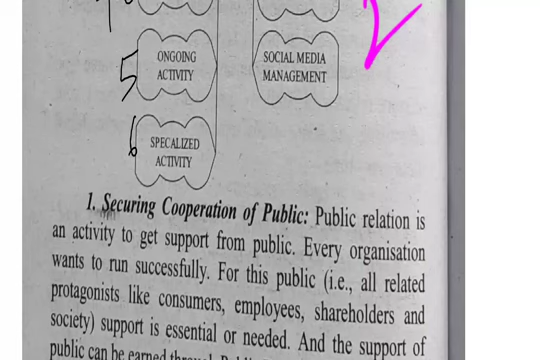 5
ONGOING
ACTIVITY
SOCIAL MEDIA
MANAGEMENT
6
SPECALIZED
ACTIVITY
1. Securing Cooperation of Public: Public relation is
an activity to get support from public. Every organisation
wants to run successfully. For this public (i.e., all related
protagonists like consumers, employees, shareholders and
society) support is essential or needed. And the support of
public can be earned through